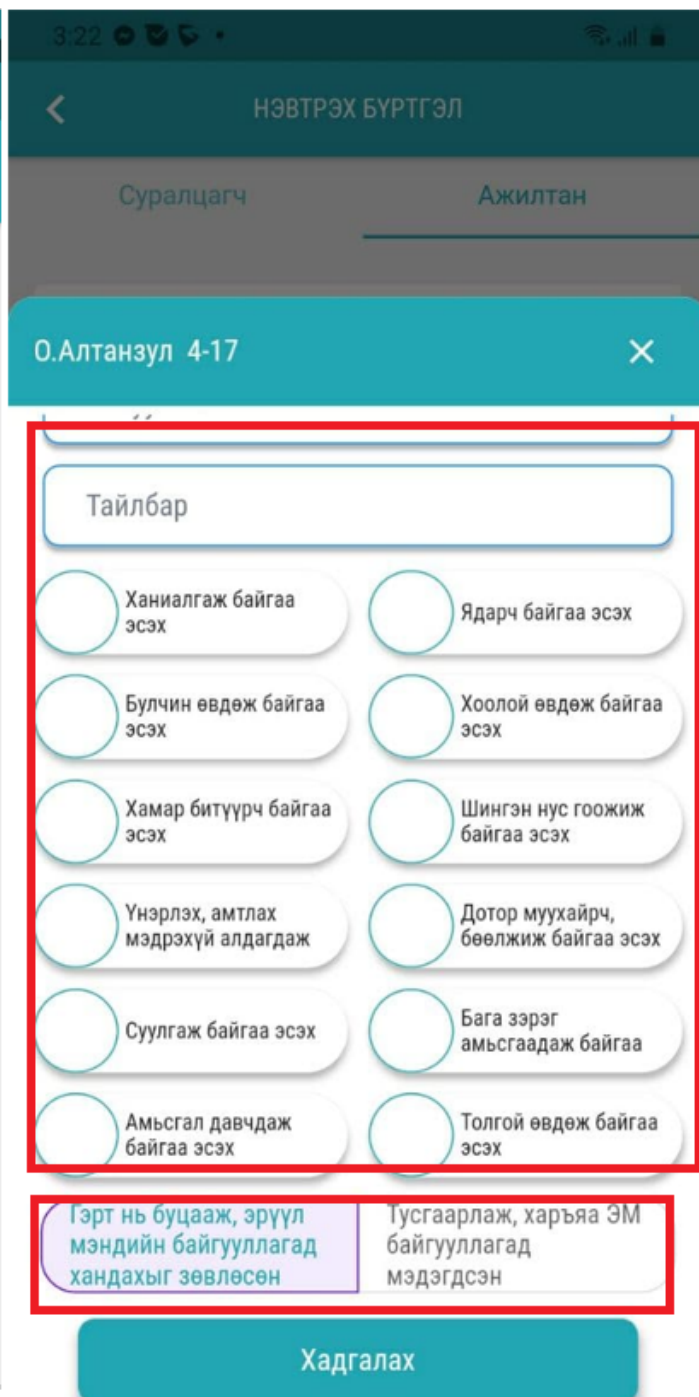 3:22
НЭВТРЭХ БҮРТГЭЛ
Суралцагч
Ажилтан
О.Алтанзул 4-17
Тайлбар
Ханиалгаж байгаа
эсэх
Ядарч байгаа эсэх
Булчин өвдөж байгаа
эсэх
Хоолой өвдөж байгаа
эсэх
Хамар битүүрч байгаа
эсэх
Шингэн нус гоожиж
байгаа эсэх
Үнэрлэх, амтлах
мэдрэхүй алдагдаж
Дотор муухайрч,
бөөлжиж байгаа эсэх
Суулгаж байгаа эсэх
Бага зэрэг
амьсгаадаж байгаа
Амьсгал давчдаж
байгаа эсэх
Толгой өвдөж байгаа
эсэх
Гэрт нь буцааж, эрүүл
мэндийн байгууллагад
хандахыг зөвлөсөн
Тусгаарлаж, харъяа ЭМ
байгууллагад
мэдэгдсэн
Хадгалах